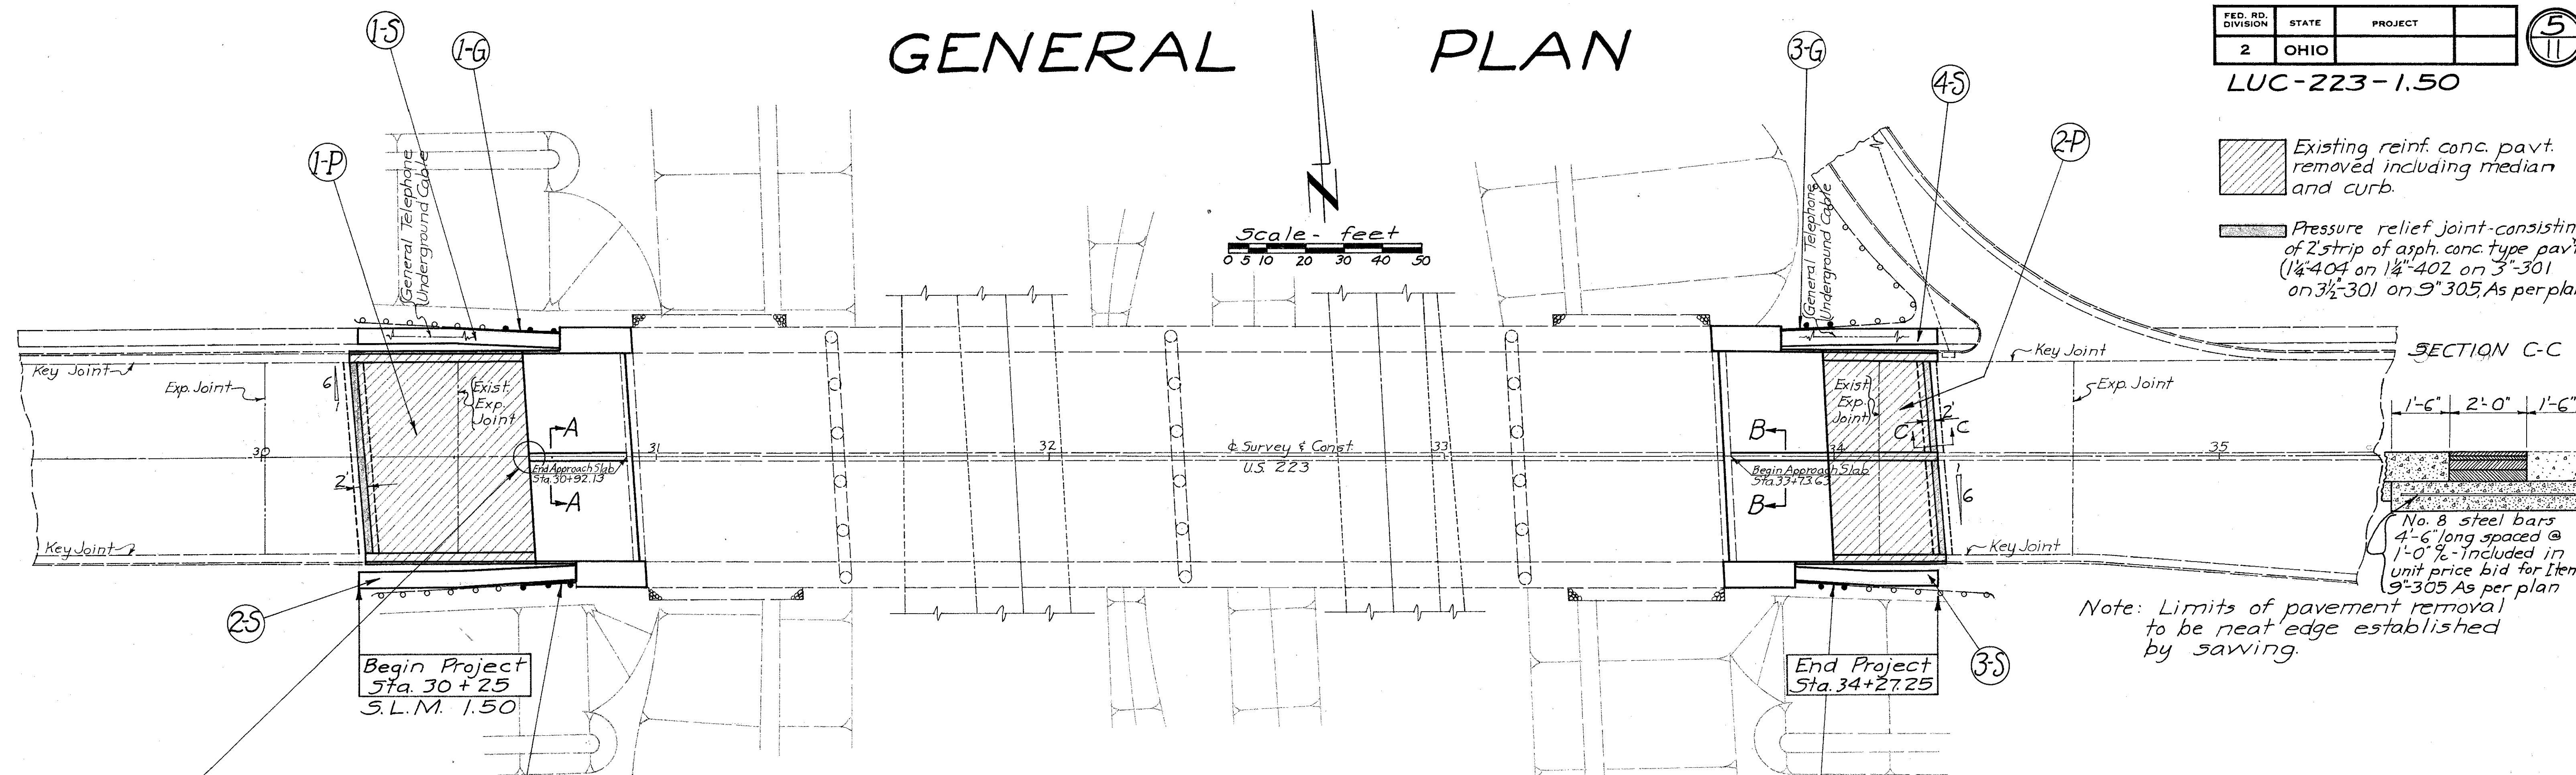 GENERAL PLAN
FED. RD. DIVISION
STATE
PROJECT
2
OHIO
5
11
LUC-223-1.50
1-S
1-G
1-P
3-G
4-S
2-P
General Telephone
Underground Cable
General Telephone
Underground Cable
Scale - feet
0 5 10 20 30 40 50
Existing reinf. conc. pavt.
removed including median
and curb.
Pressure relief joint-consistin
of 2' strip of asph. conc. type pavt
(1¼"-404 on 1¼"-402 on 3"-301
on 3½"-301 on 9" 305, As per plan
Key Joint
Exp. Joint
6
1
Exist.
Exp.
Joint
A
A
30
2'
End Approach Slab
Sta. 30+92.13
31
32
℄ Survey & Const.
U.S. 223
33
B
B
Begin Approach Slab
Sta. 33+73.63
Exist.
Exp.
Joint
34
2'
C
C
1
6
Key Joint
Exp. Joint
35
Key Joint
Key Joint
SECTION C-C
1'-6" 2'-0" 1'-6"
No. 8 steel bars
4'-6" long spaced @
1'-0" %-included in
unit price bid for Item
9"-305 As per plan
Note: Limits of pavement removal
to be neat edge established
by sawing.
2-S
Begin Project
Sta. 30 + 25
S.L.M. 1.50
End Project
Sta. 34+27.25
3-S